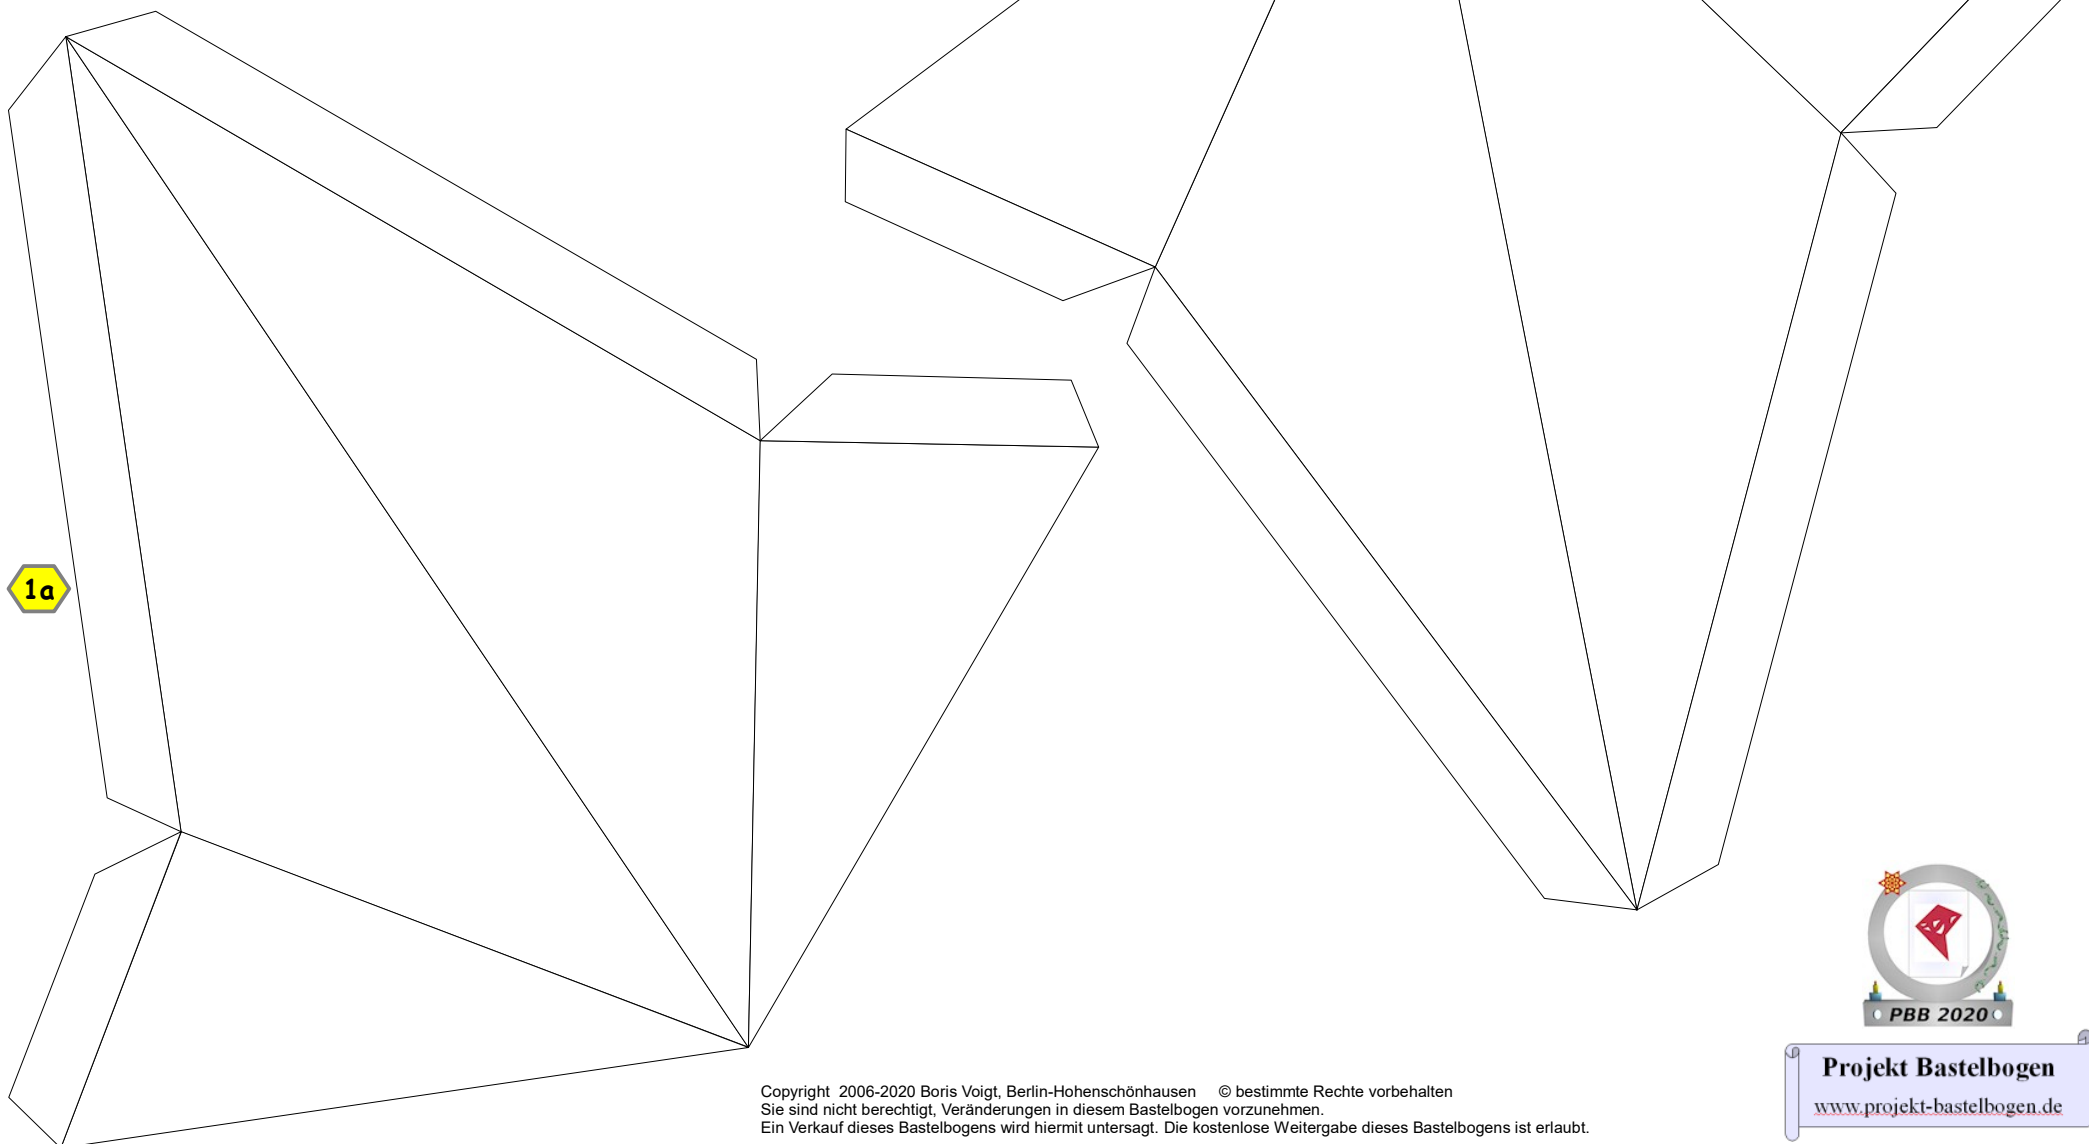 1a
Copyright  2006-2020 Boris Voigt, Berlin-Hohenschönhausen    © bestimmte Rechte vorbehalten
Sie sind nicht berechtigt, Veränderungen in diesem Bastelbogen vorzunehmen.
Ein Verkauf dieses Bastelbogens wird hiermit untersagt. Die kostenlose Weitergabe dieses Bastelbogens ist erlaubt.
PBB 2020
Projekt Bastelbogen
www.projekt-bastelbogen.de